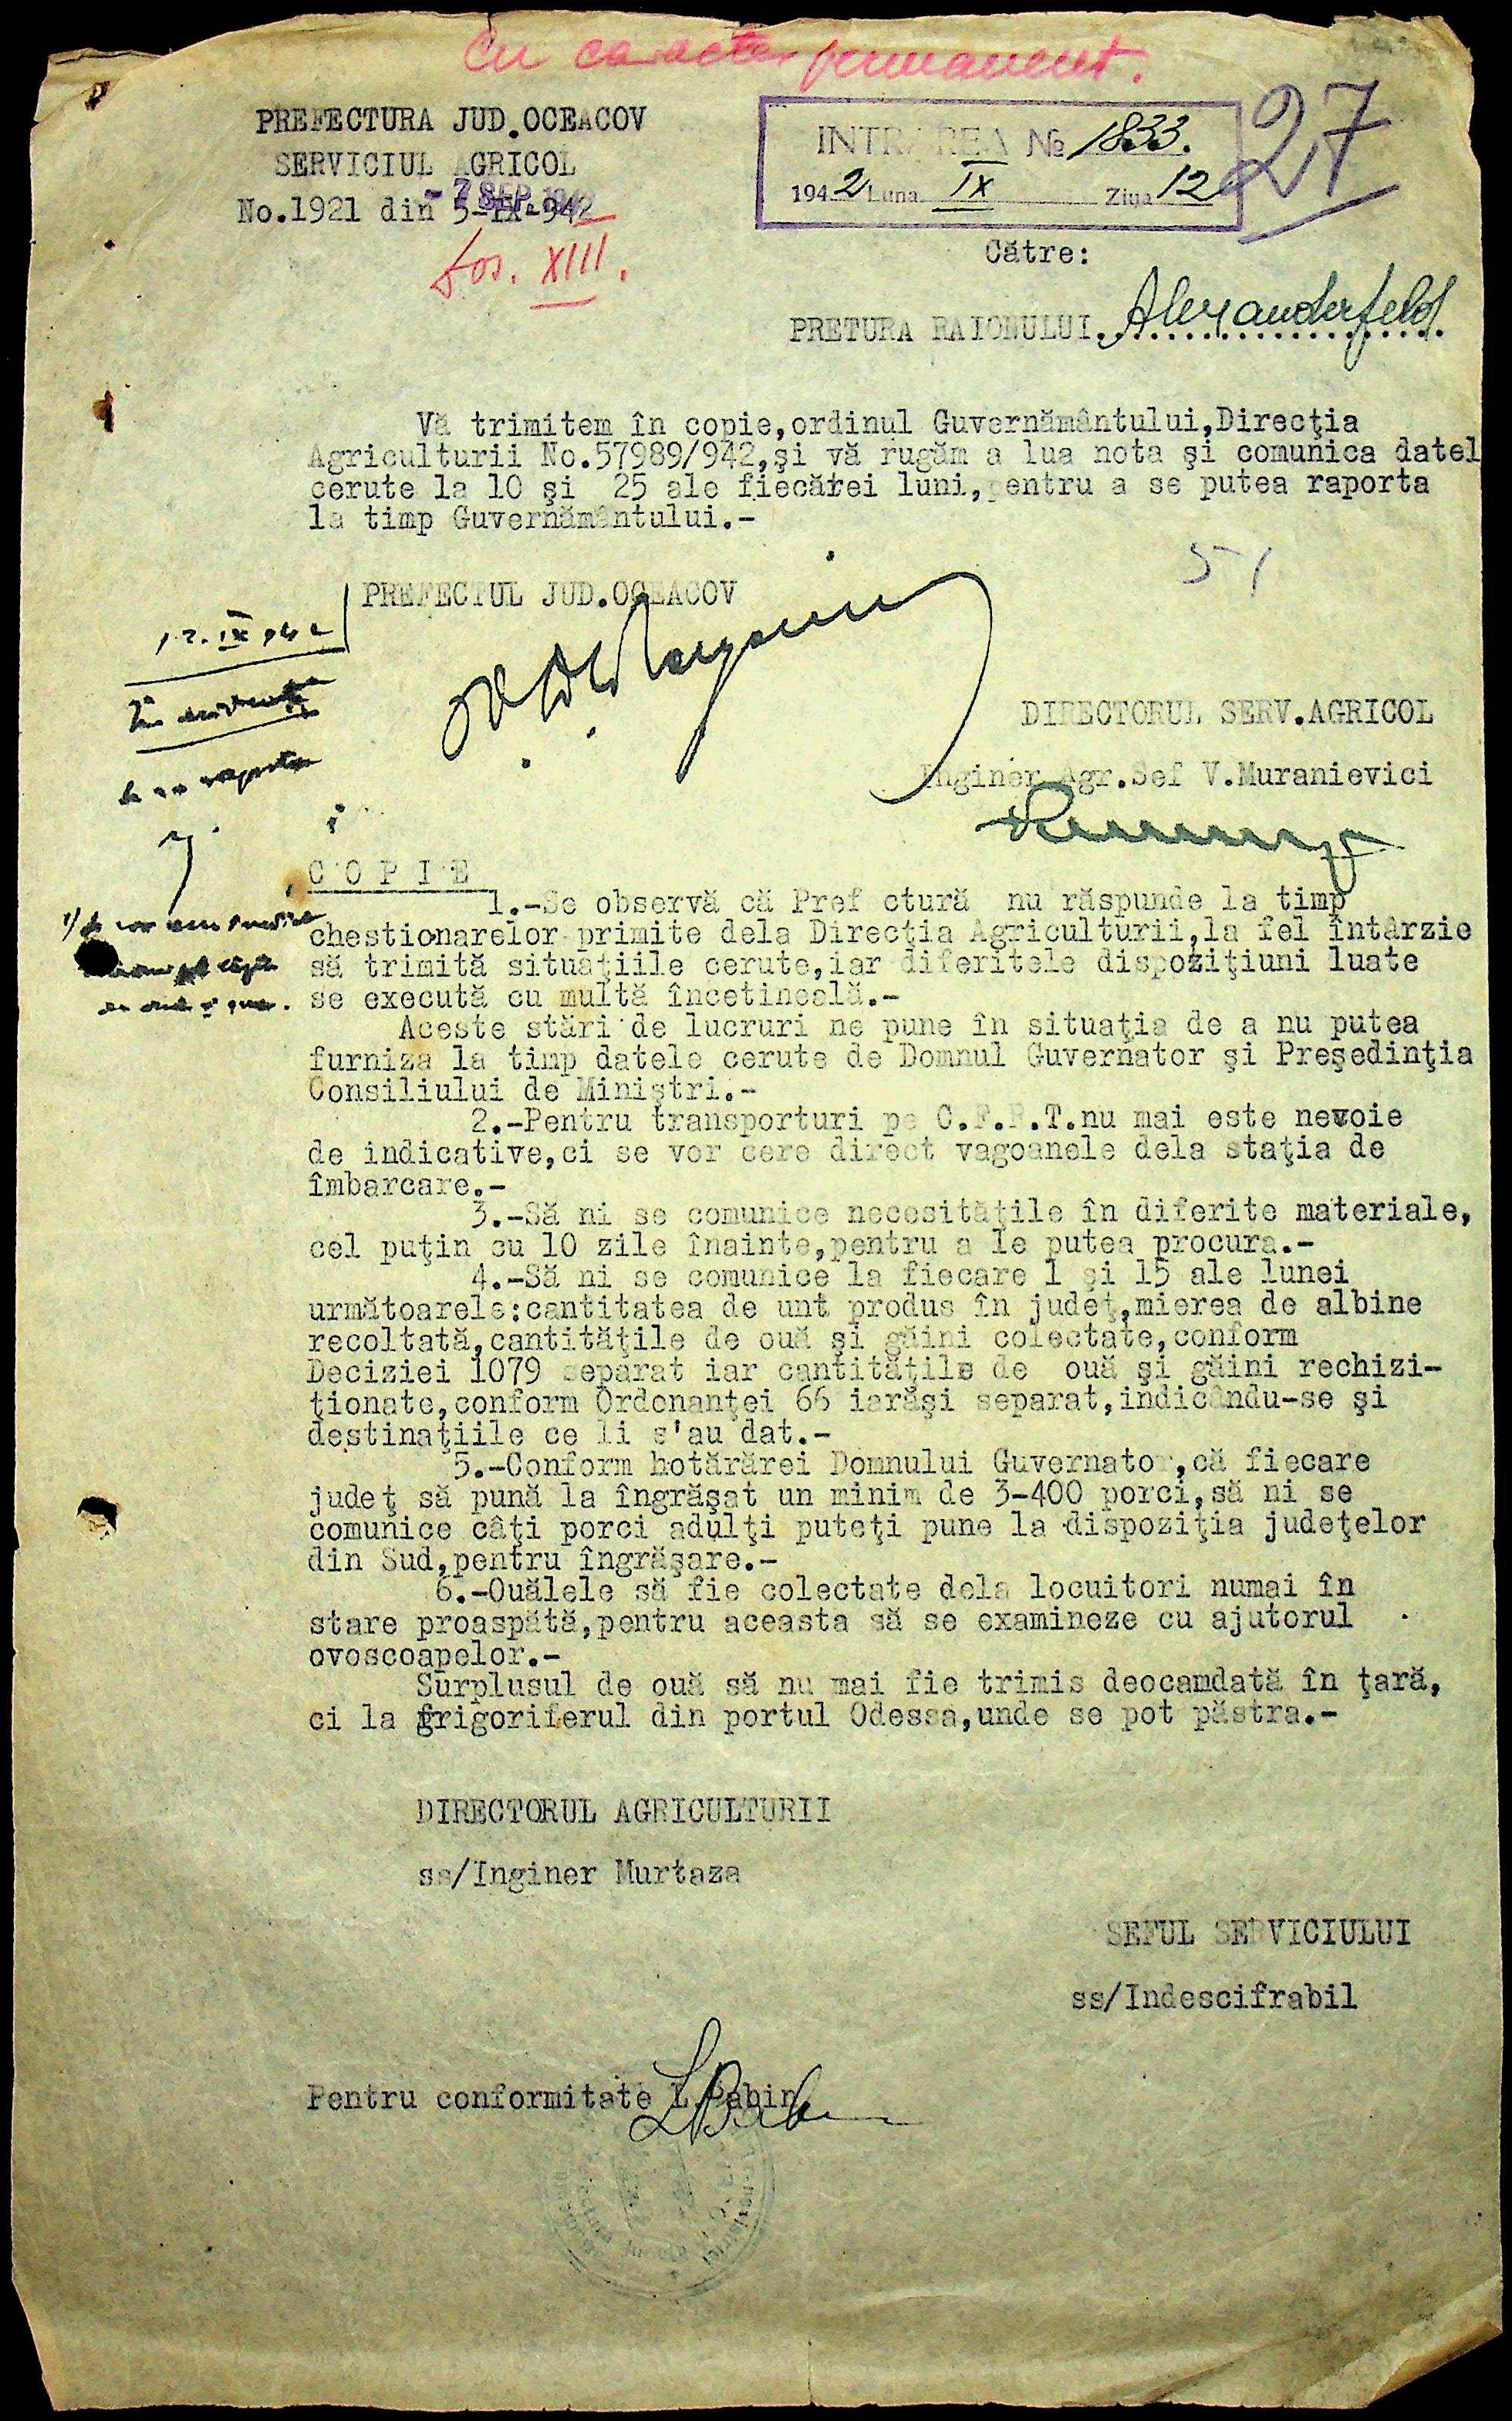 Cu caracter permanent.
PREFECTURA JUD.OCEACOV
SERVICIUL AGRICOL
No.1921 din 5-IX-942
- 7 SEP. 1942
dos. XIII.
INTRAREA № 1833.
1942 Luna IX Ziua 12
27
Către:
PRETURA RAIONULUI Alexanderfeld
Vă trimitem în copie,ordinul Guvernământului,Direcţia
Agriculturii No.57989/942,şi vă rugăm a lua nota şi comunica datel
cerute la 10 şi 25 ale fiecărei luni,pentru a se putea raporta
la timp Guvernământului.-
51
PREFECTUL JUD.OCEACOV
12.IX 942
În evidenţă
DIRECTORUL SERV.AGRICOL
Inginer Agr.Sef V.Muranievici
C O P I E
1.-Se observă că Pref ctură nu răspunde la timp
chestionarelor primite dela Direcţia Agriculturii,la fel întârzie
să trimită situaţiile cerute,iar diferitele dispoziţiuni luate
se execută cu multă încetineală.-
Aceste stări de lucruri ne pune în situaţia de a nu putea
furniza la timp datele cerute de Domnul Guvernator şi Preşedinţia
Consiliului de Miniştri.-
2.-Pentru transporturi pe C.F.R.T.nu mai este nevoie
de indicative,ci se vor cere direct vagoanele dela staţia de
îmbarcare.-
3.-Să ni se comunice necesităţile în diferite materiale,
cel puţin cu 10 zile înainte,pentru a le putea procura.-
4.-Să ni se comunice la fiecare 1 şi 15 ale lunei
următoarele:cantitatea de unt produs în judeţ,mierea de albine
recoltată,cantităţile de ouă şi găini colectate,conform
Deciziei 1079 separat iar cantităţile de ouă şi găini rechizi-
ţionate,conform Ordonanţei 66 iarăşi separat,indicându-se şi
destinaţiile ce li s'au dat.-
5.-Conform hotărărei Domnului Guvernator,că fiecare
judeţ să pună la îngrăşat un minim de 3-400 porci,să ni se
comunice câţi porci adulţi puteţi pune la dispoziţia judeţelor
din Sud,pentru îngrăşare.-
6.-Ouălele să fie colectate dela locuitori numai în
stare proaspătă,pentru aceasta să se examineze cu ajutorul
ovoscoapelor.-
Surplusul de ouă să nu mai fie trimis deocamdată în ţară,
ci la frigoriferul din portul Odessa,unde se pot păstra.-
DIRECTORUL AGRICULTURII
ss/Inginer Murtaza
SEFUL SERVICIULUI
ss/Indescifrabil
Pentru conformitate L.Babin